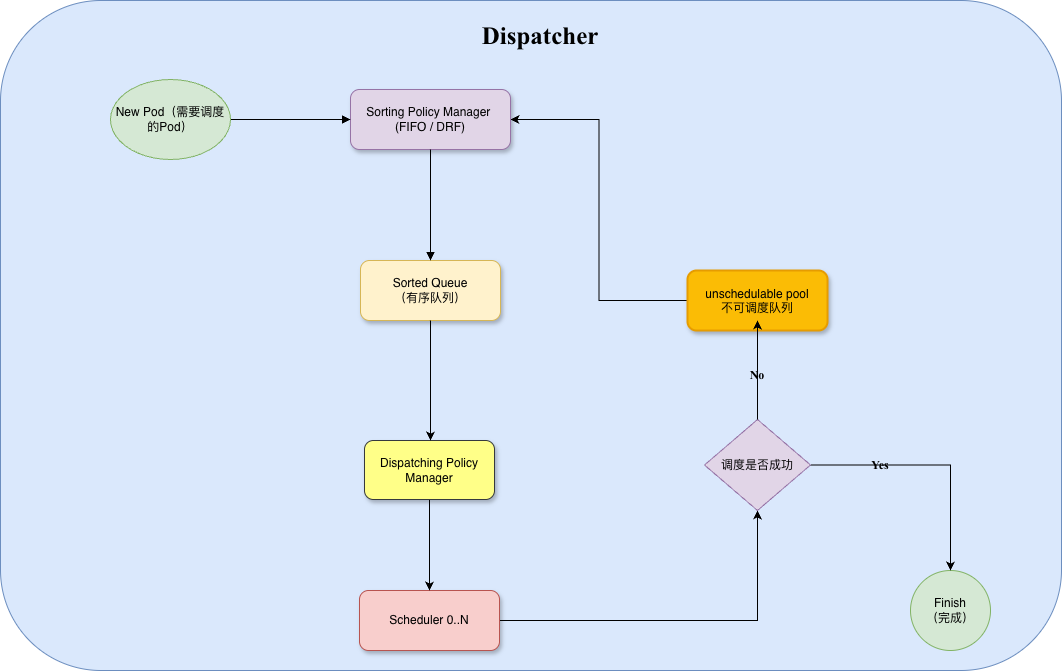 Dispatcher
New Pod（需要调度
的Pod）
Sorting Policy Manager
(FIFO / DRF)
Sorted Queue
（有序队列）
unschedulable pool
不可调度队列
No
Dispatching Policy
Manager
调度是否成功
Yes
Scheduler 0..N
Finish
（完成）